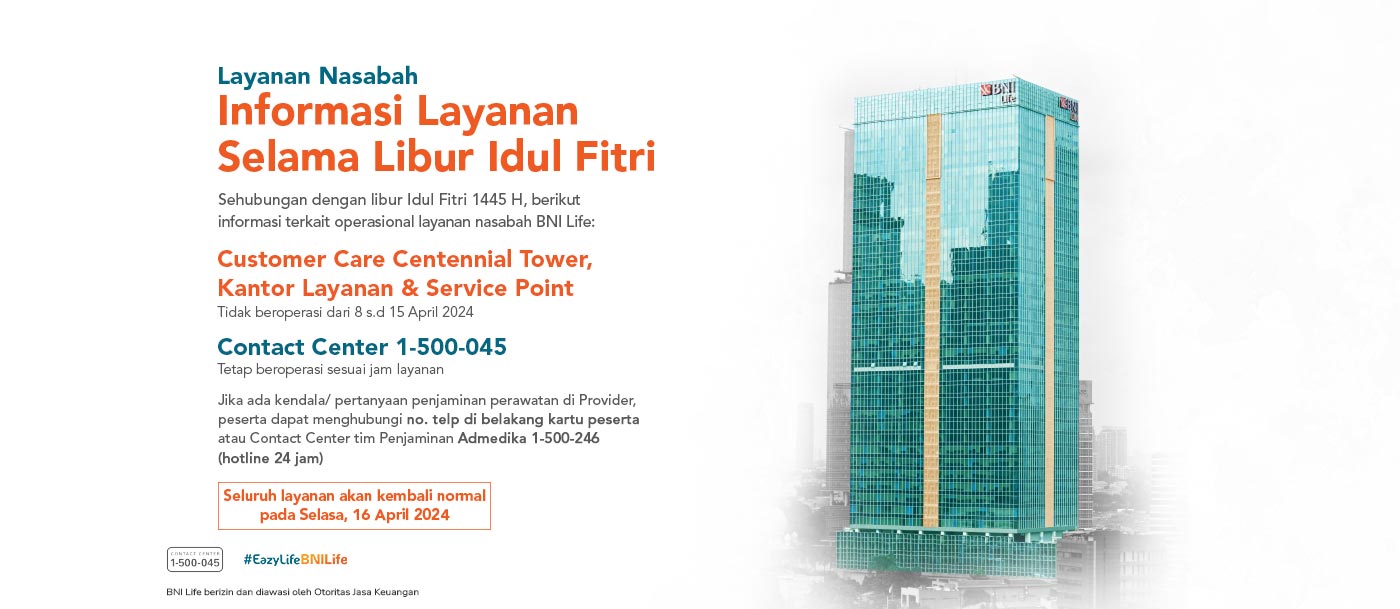 Layanan Nasabah
Informasi Layanan
Selama Libur Idul Fitri
Sehubungan dengan libur Idul Fitri 1445 H, berikut
informasi terkait operasional layanan nasabah BNI Life:
Customer Care Centennial Tower,
Kantor Layanan & Service Point
Tidak beroperasi dari 8 s.d 15 April 2024
Contact Center 1-500-045
Tetap beroperasi sesuai jam layanan
Jika ada kendala/ pertanyaan penjaminan perawatan di Provider,
peserta dapat menghubungi no. telp di belakang kartu peserta
atau Contact Center tim Penjaminan Admedika 1-500-246
(hotline 24 jam)
Seluruh layanan akan kembali normal
pada Selasa, 16 April 2024
CONTACT CENTER
1-500-045
#EazyLifeBNILife
BNI Life berizin dan diawasi oleh Otoritas Jasa Keuangan
BNI
Life
BNI
Life